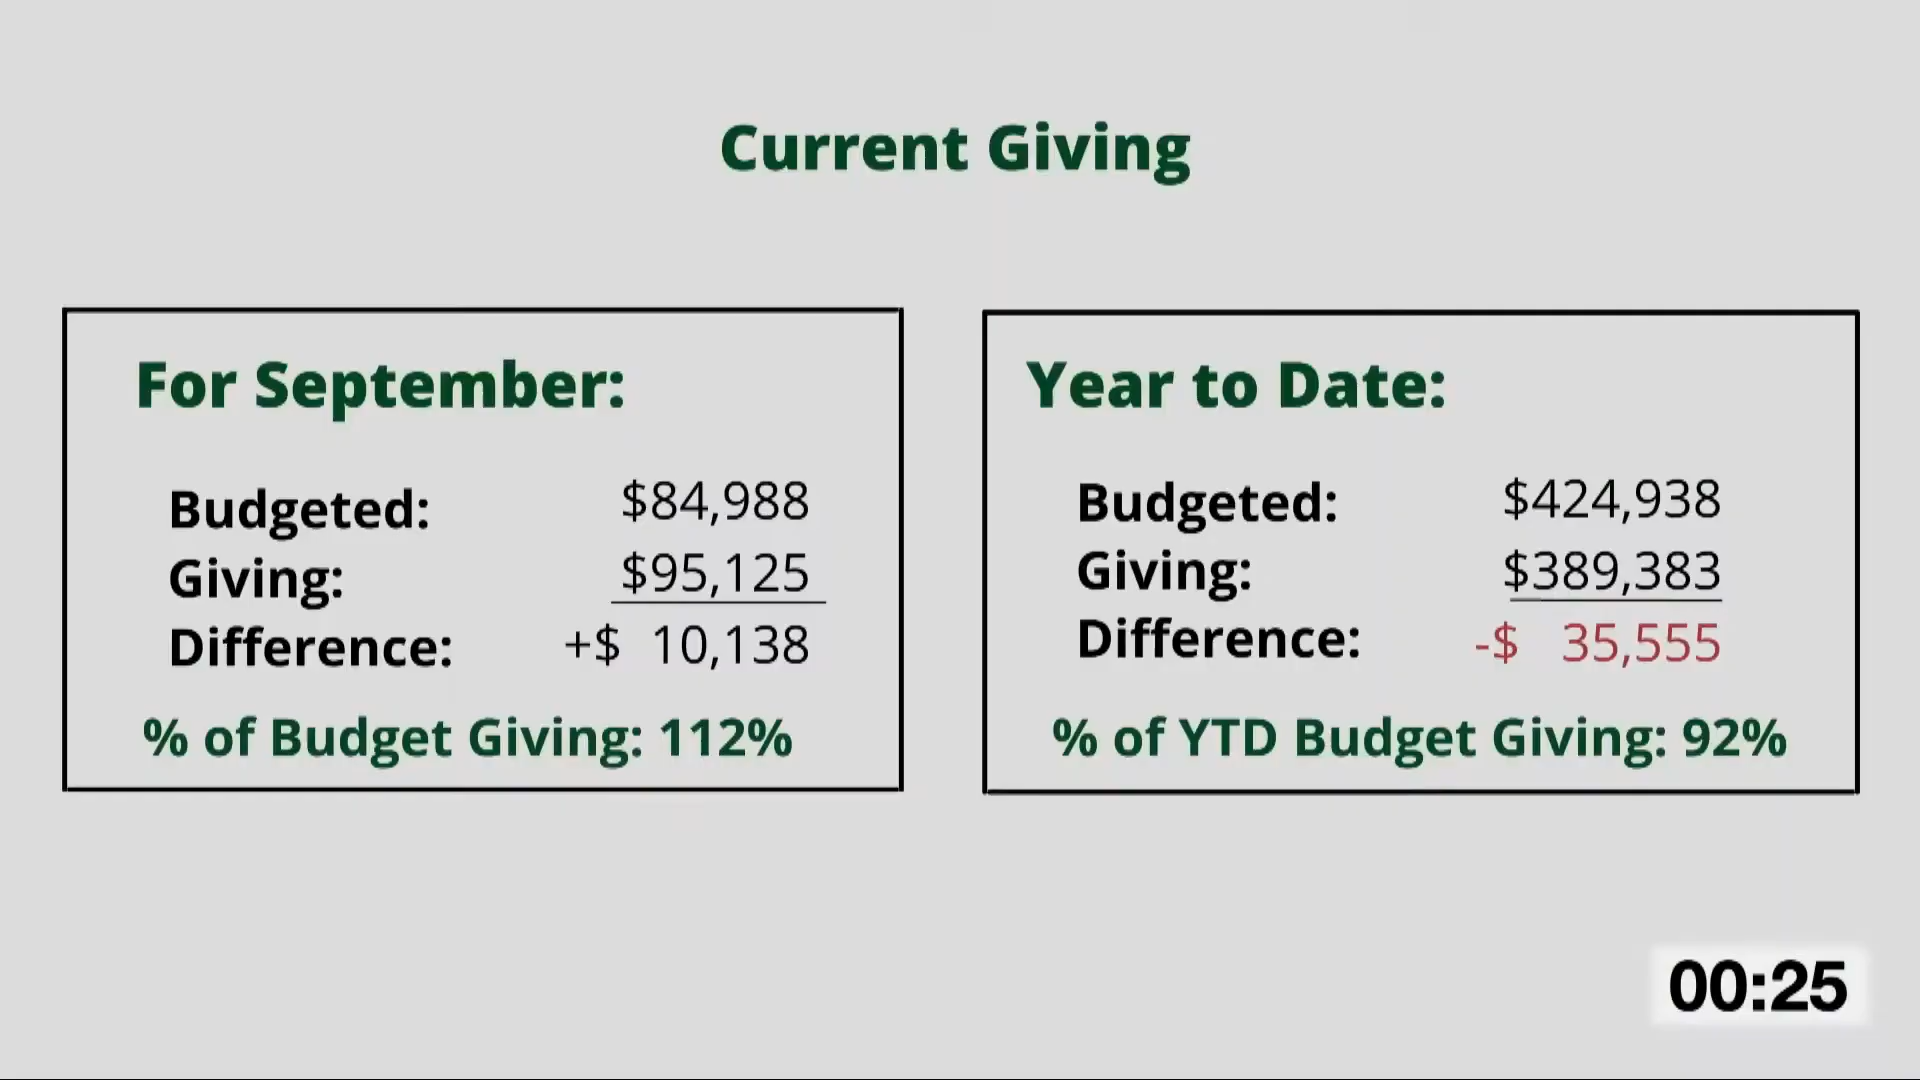 Current Giving
For September:
Budgeted: $84,988
Giving: $95,125
Difference: +$ 10,138
% of Budget Giving: 112%
Year to Date:
Budgeted: $424,938
Giving: $389,383
Difference: -$ 35,555
% of YTD Budget Giving: 92%
00:25